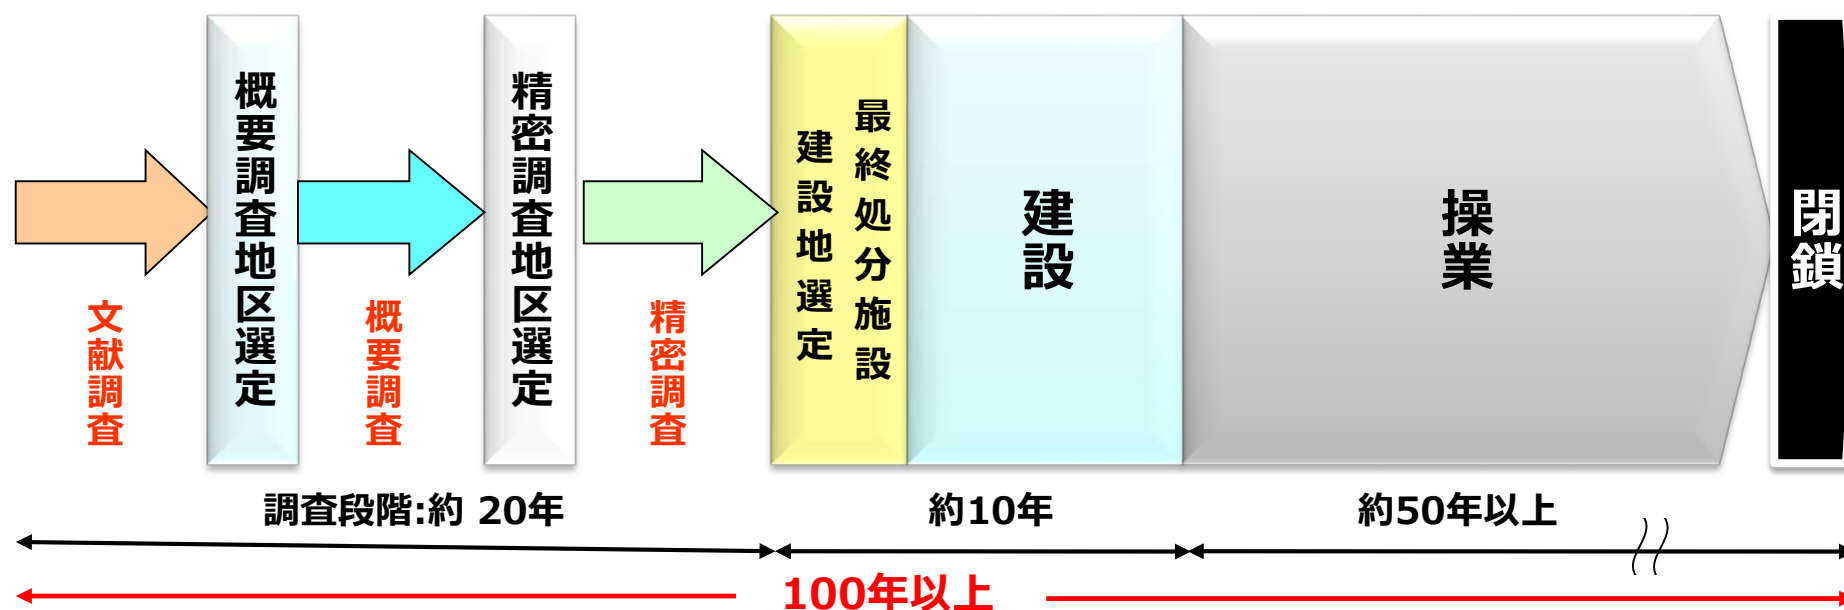 文献調査
概要調査地区選定
概要調査
精密調査地区選定
精密調査
最終処分施設
建設地選定
建設
操業
閉鎖
調査段階:約 20年
約10年
約50年以上
100年以上